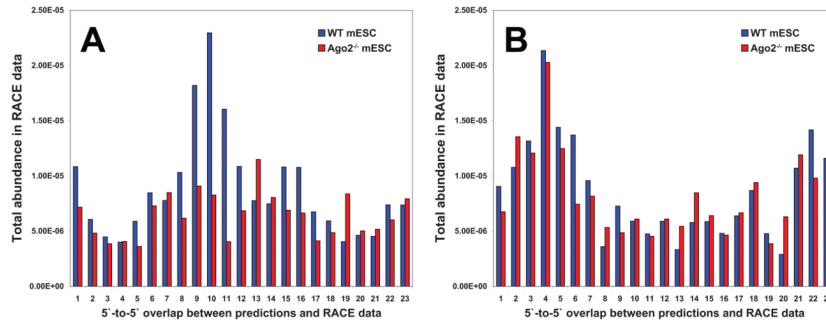 A
WT mESC
Ago2-/- mESC
Total abundance in RACE data
2.50E-05
2.00E-05
1.50E-05
1.00E-05
5.00E-06
0.00E+00
1 2 3 4 5 6 7 8 9 10 11 12 13 14 15 16 17 18 19 20 21 22 23
5`-to-5` overlap between predictions and RACE data
B
WT mESC
Ago2-/- mESC
Total abundance in RACE data
2.50E-05
2.00E-05
1.50E-05
1.00E-05
5.00E-06
0.00E+00
1 2 3 4 5 6 7 8 9 10 11 12 13 14 15 16 17 18 19 20 21 22
5`-to-5` overlap between predictions and RACE data